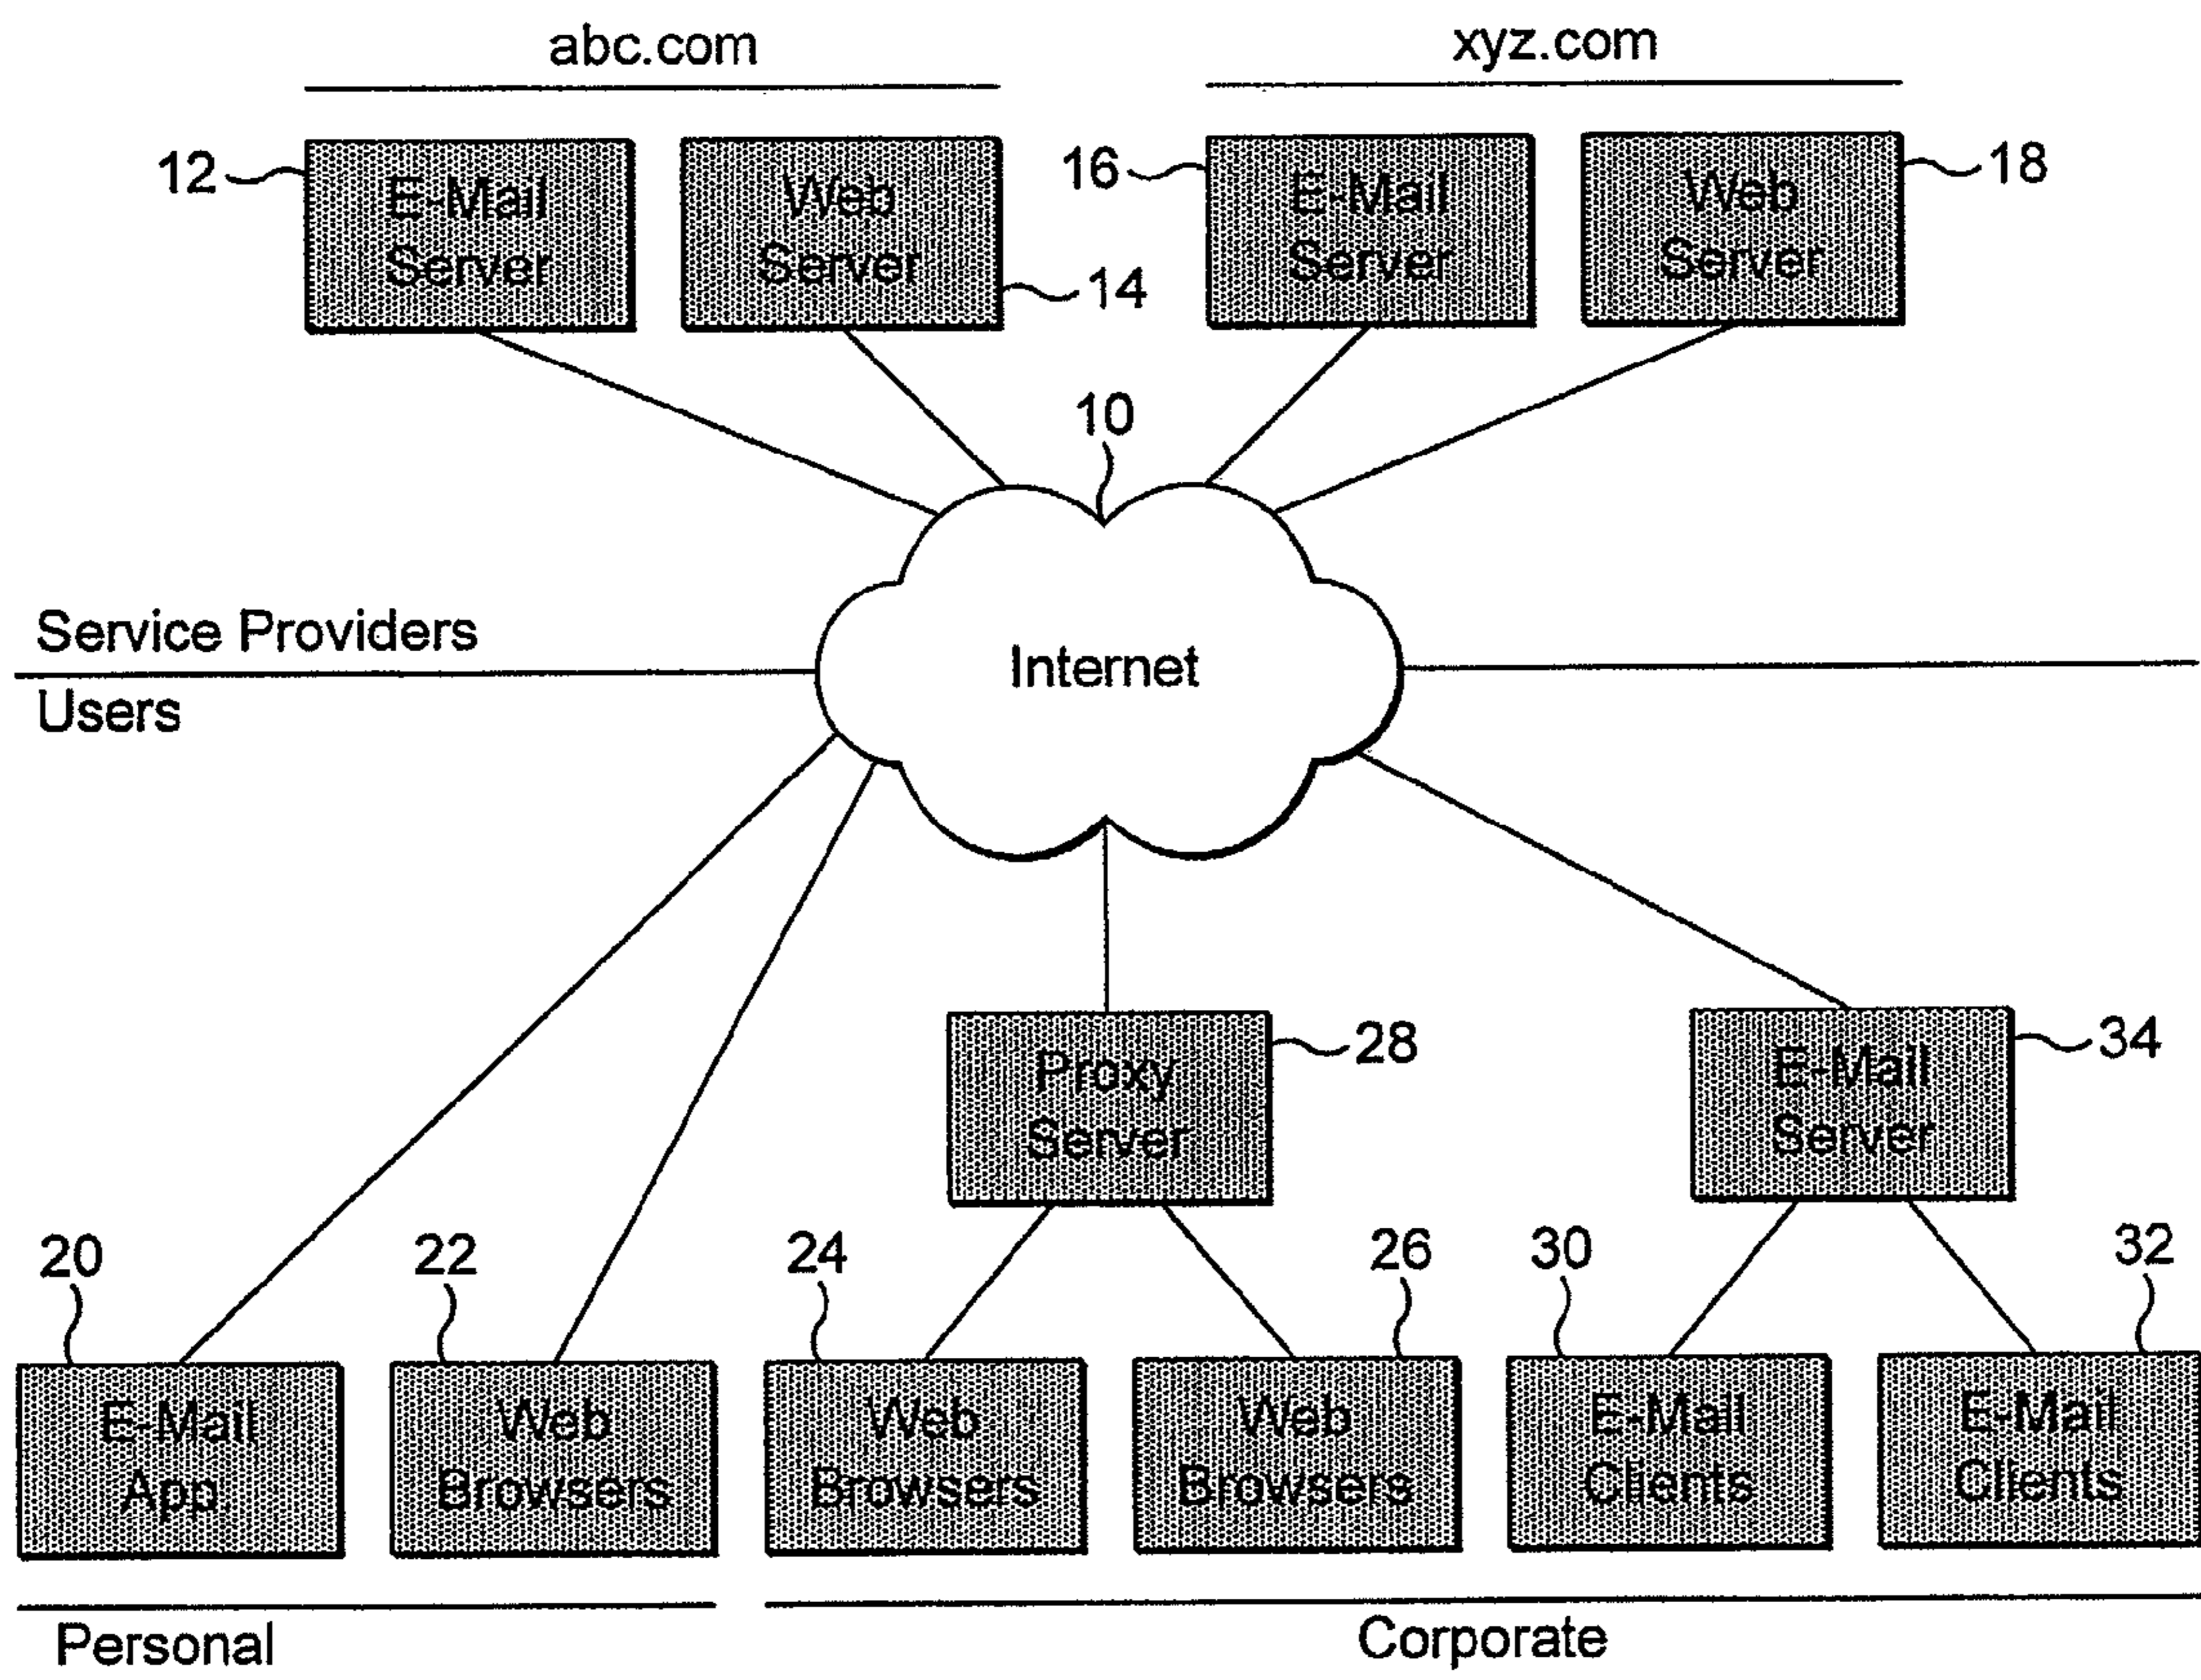 abc.com
xyz.com
12
E-Mail
Server
Web
Server
14
16
E-Mail
Server
Web
Server
18
10
Internet
Service Providers
Users
Proxy
Server
28
E-Mail
Server
34
20
22
24
26
30
32
E-Mail
App.
Web
Browsers
Web
Browsers
Web
Browsers
E-Mail
Clients
E-Mail
Clients
Personal
Corporate